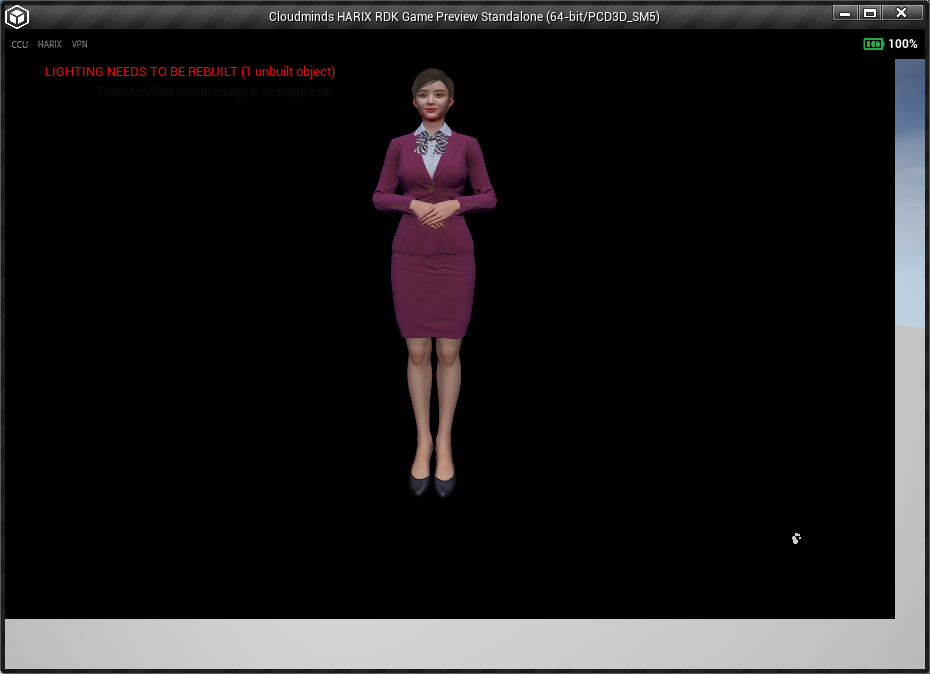 Cloudminds HARIX RDK Game Preview Standalone (64-bit/PCD3D_SM5)
CCU HARIX VPN 100%
LIGHTING NEEDS TO BE REBUILT (1 unbuilt object)
'DisableAllScreenMessages' to suppress